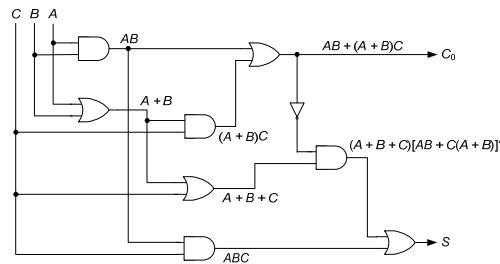 C B A
AB
AB + (A + B)C
C₀
A + B
(A + B)C
(A + B + C)[AB + C(A + B)]'
A + B + C
S
ABC